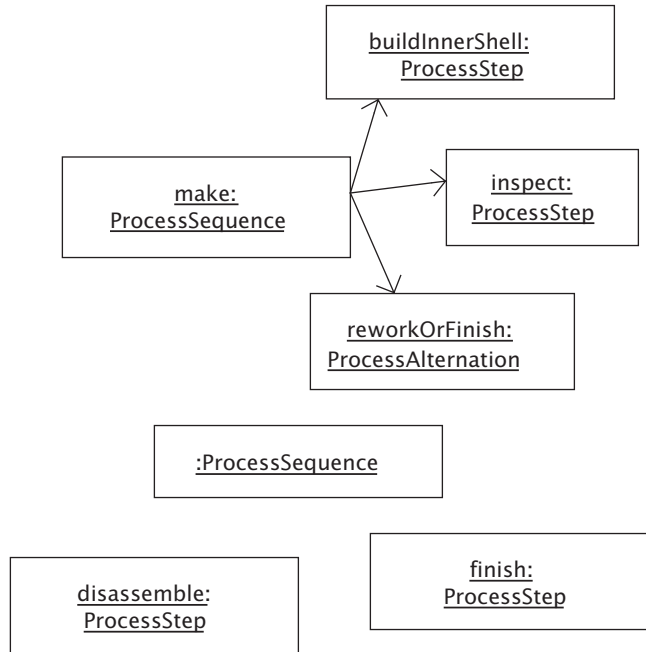 buildInnerShell:
ProcessStep
make:
ProcessSequence
inspect:
ProcessStep
reworkOrFinish:
ProcessAlternation
:ProcessSequence
disassemble:
ProcessStep
finish:
ProcessStep